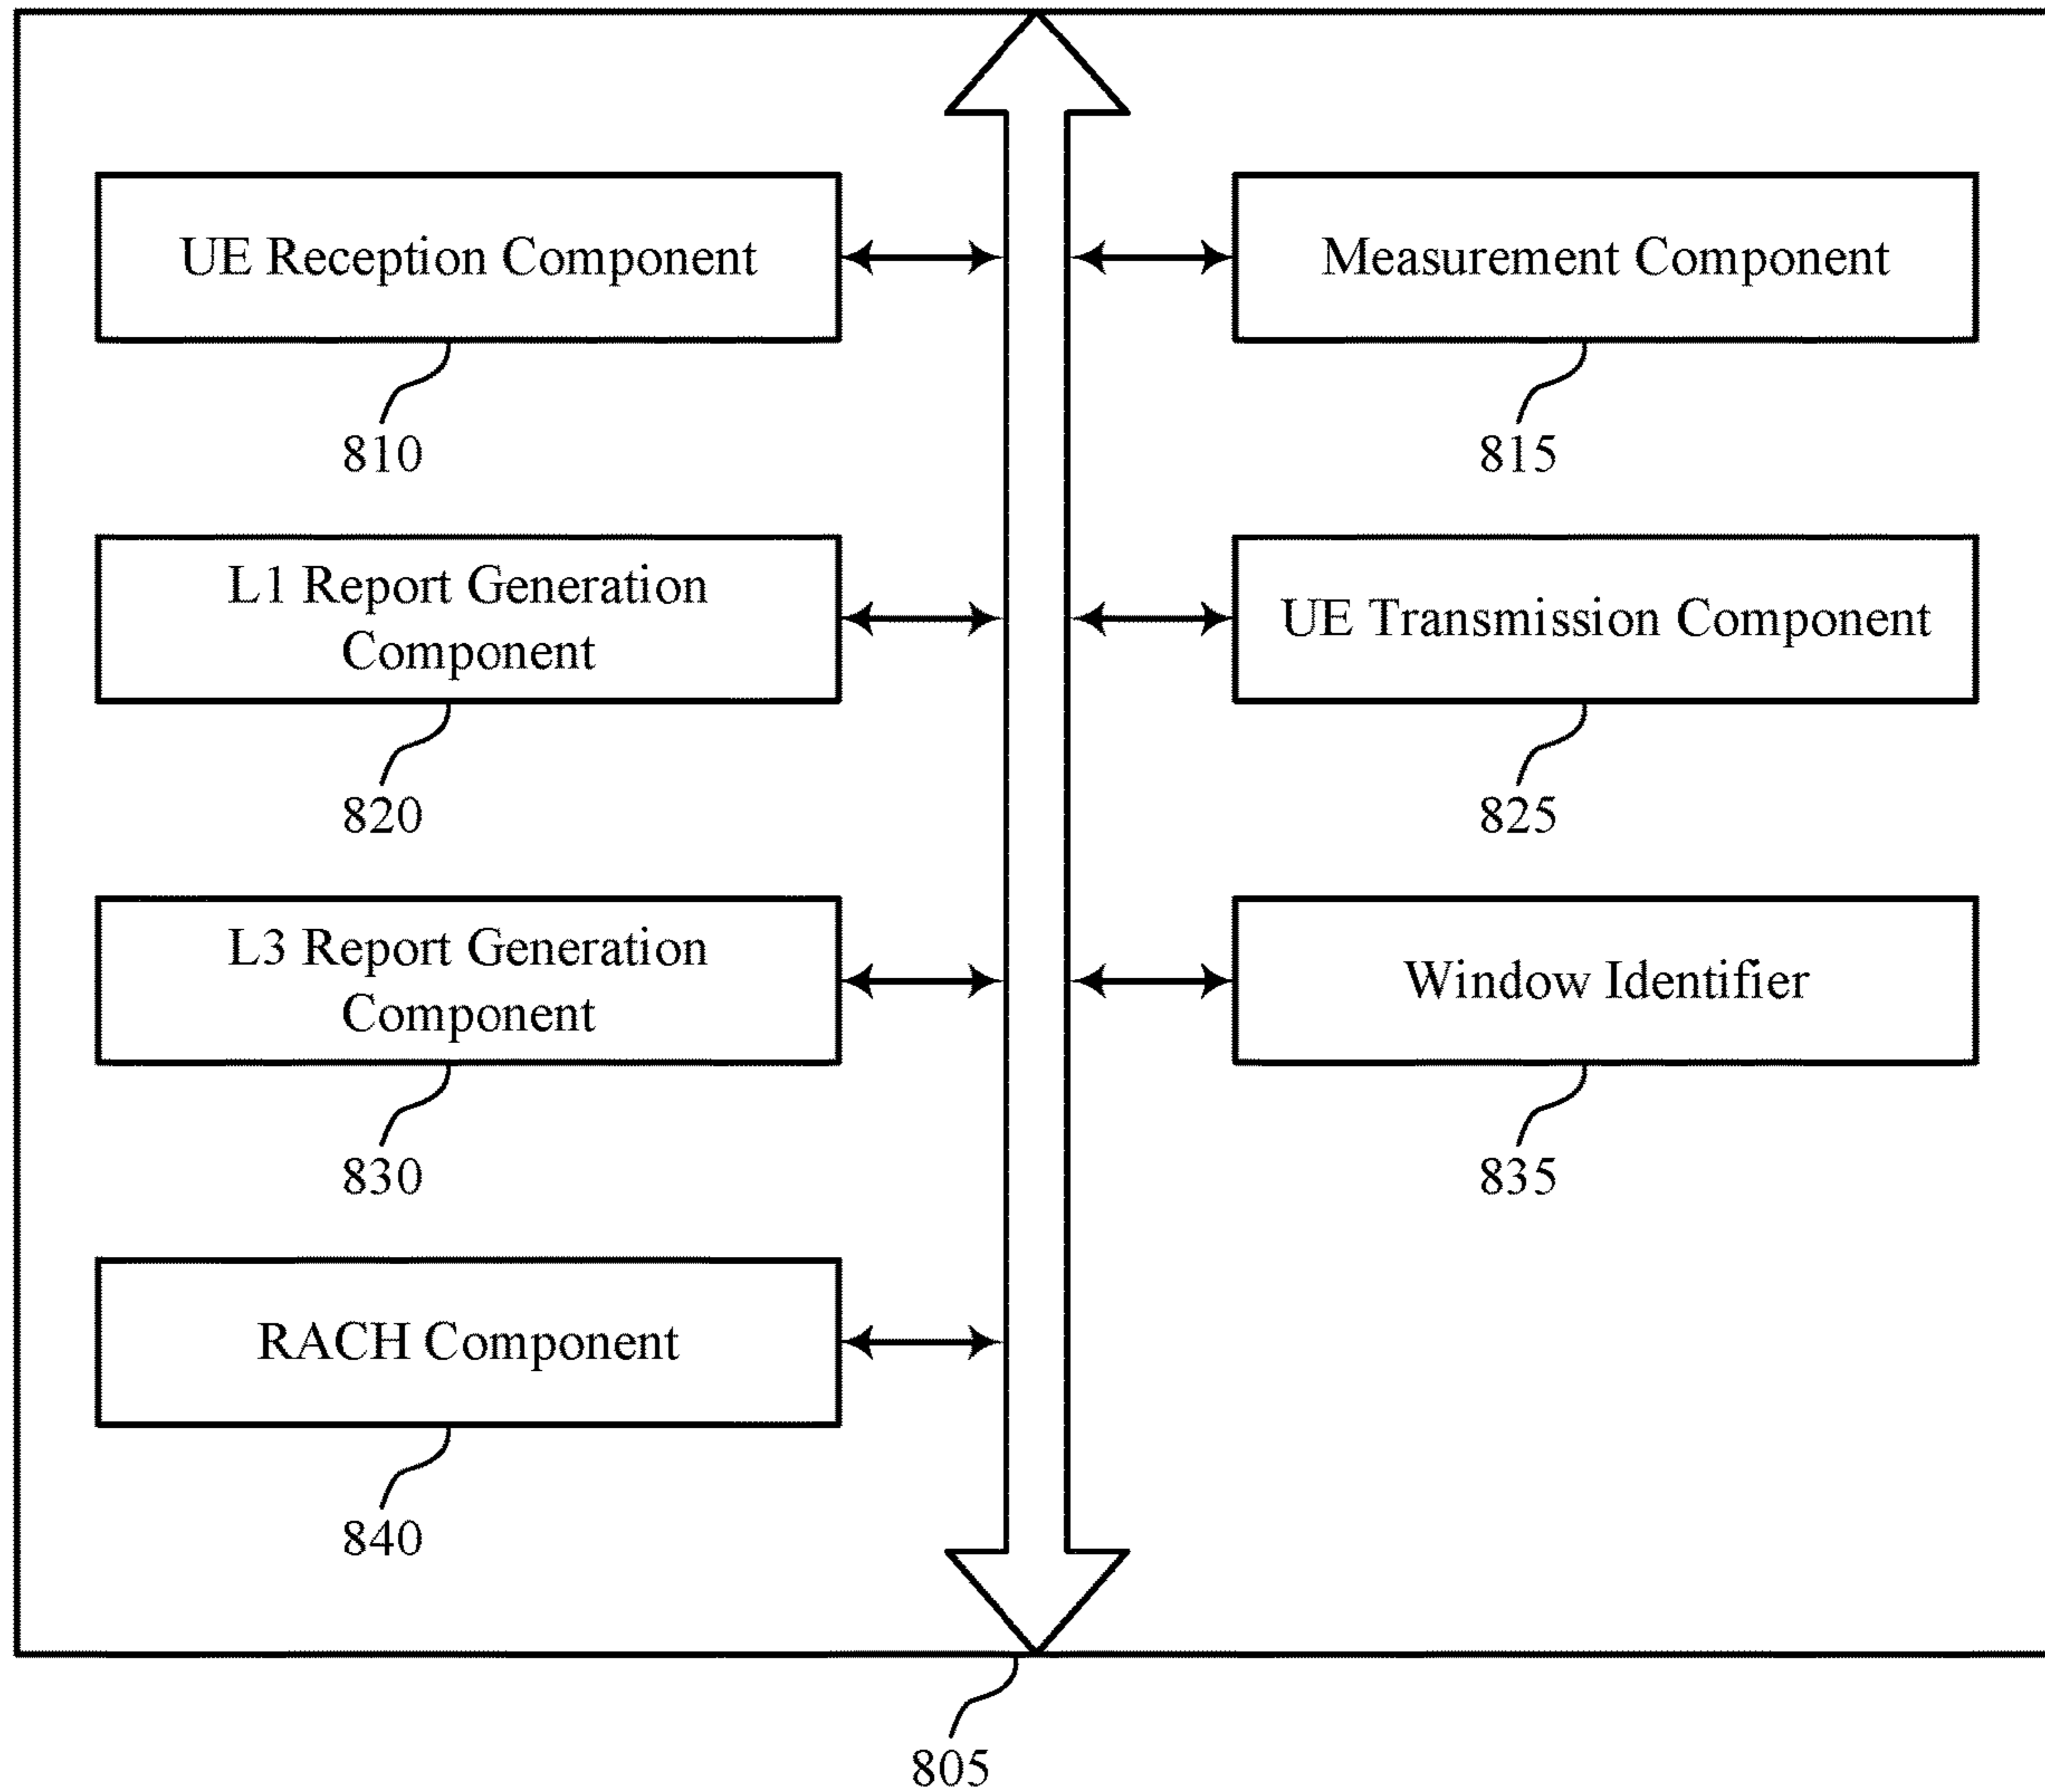 UE Reception Component
810
Measurement Component
815
L1 Report Generation
Component
820
UE Transmission Component
825
L3 Report Generation
Component
830
Window Identifier
835
RACH Component
840
805